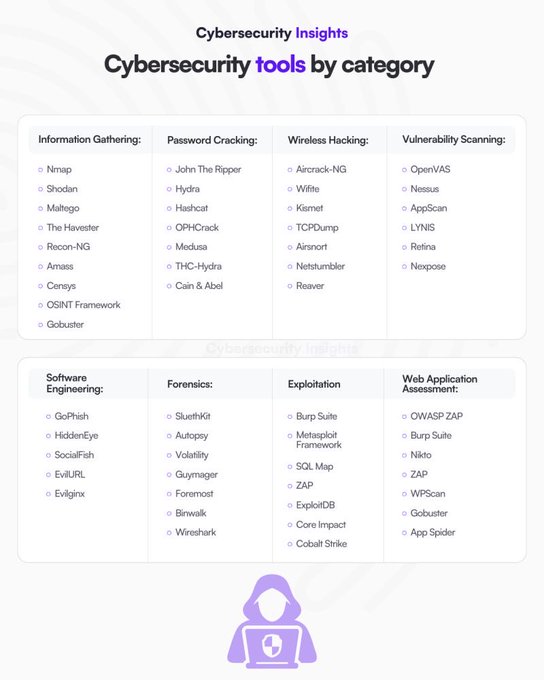 Cybersecurity Insights
Cybersecurity tools by category
Information Gathering:
Nmap
Shodan
Maltego
The Havester
Recon-NG
Amass
Censys
OSINT Framework
Gobuster
Password Cracking:
John The Ripper
Hydra
Hashcat
OPHCrack
Medusa
THC-Hydra
Cain & Abel
Wireless Hacking:
Aircrack-NG
Wifite
Kismet
TCPDump
Airsnort
Netstumbler
Reaver
Vulnerability Scanning:
OpenVAS
Nessus
AppScan
LYNIS
Retina
Nexpose
Cybersecurity Insights
Software
Engineering:
GoPhish
HiddenEye
SocialFish
EvilURL
Evilginx
Forensics:
SluethKit
Autopsy
Volatility
Guymager
Foremost
Binwalk
Wireshark
Exploitation
Burp Suite
Metasploit
Framework
SQL Map
ZAP
ExploitDB
Core Impact
Cobalt Strike
Web Application
Assessment:
OWASP ZAP
Burp Suite
Nikto
ZAP
WPScan
Gobuster
App Spider